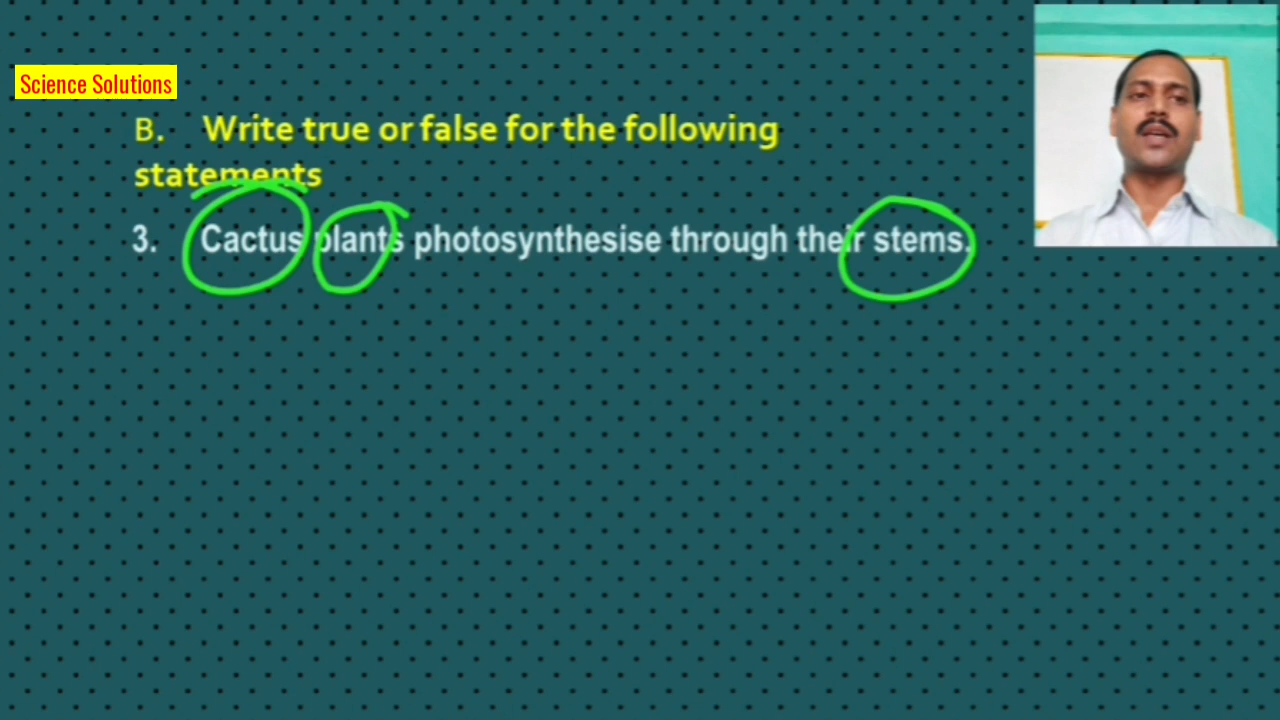 Science Solutions
B. Write true or false for the following
statements
3. Cactus plants photosynthesise through their stems.